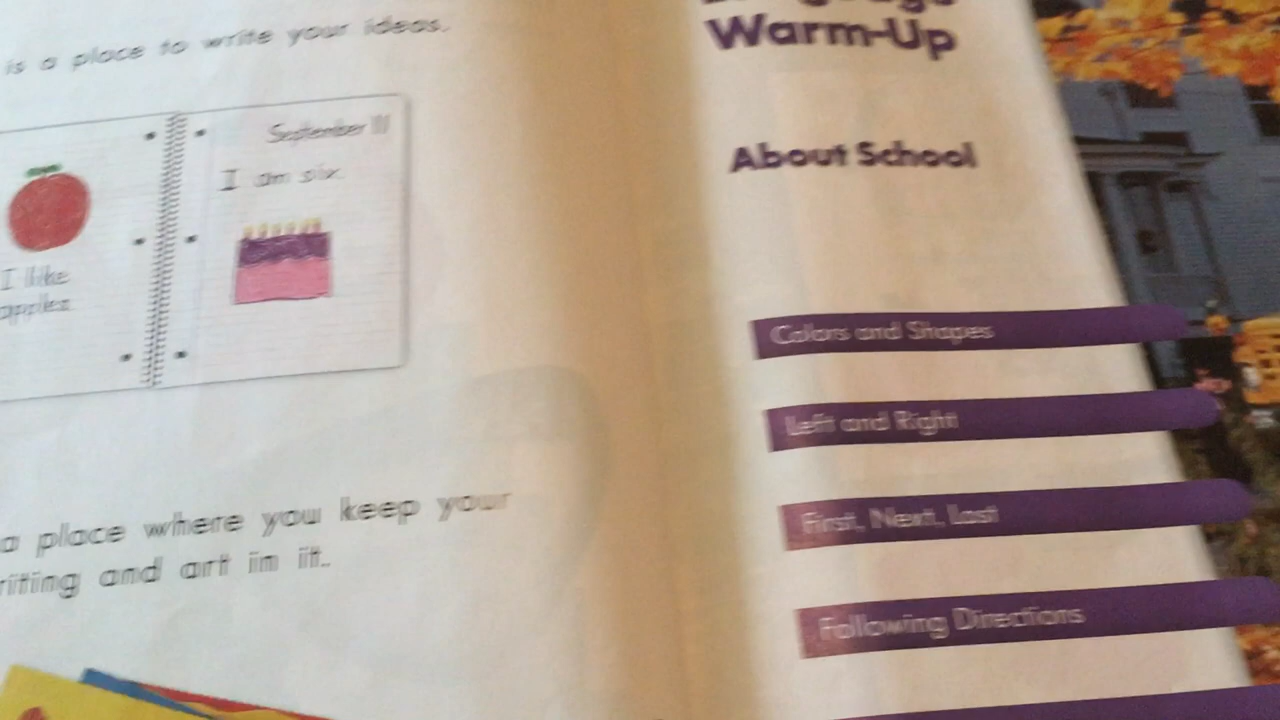 is a place to write your ideas.
I like
apples
September 11
I am six.
a place where you keep your
and art in it.
Warm-Up
About School
Colors and Shapes
Left and Right
First, Next, Last
Following Directions